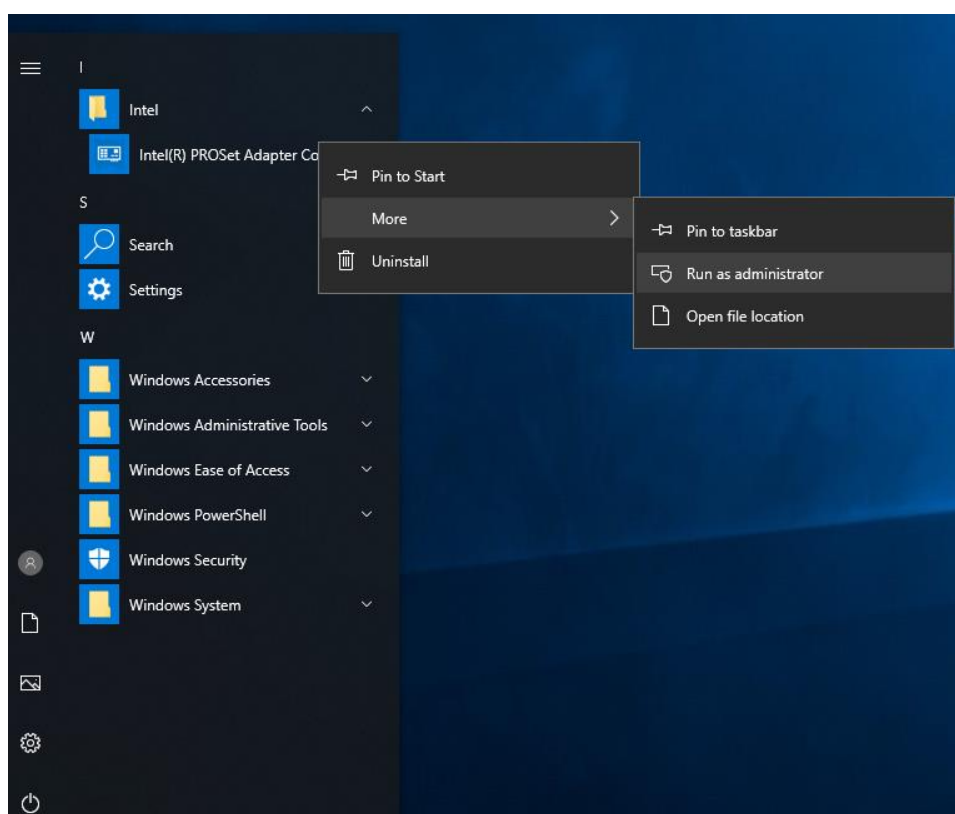 I
Intel
Intel(R) PROSet Adapter Co
Pin to Start
More
Uninstall
Pin to taskbar
Run as administrator
Open file location
S
Search
Settings
W
Windows Accessories
Windows Administrative Tools
Windows Ease of Access
Windows PowerShell
Windows Security
Windows System